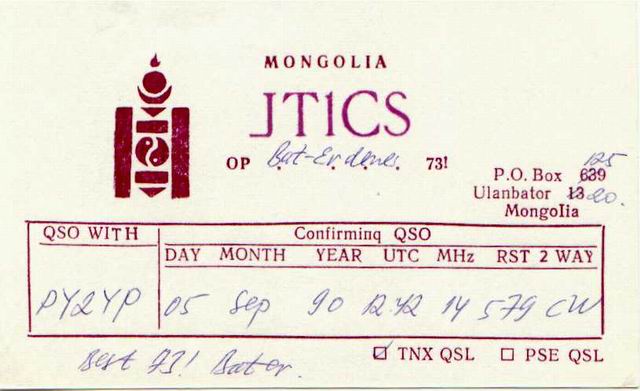 MONGOLIA
JT1CS
OP Bat-Erdene. 73!
125
P.O. Box 639
Ulanbator 13 20.
Mongolia
QSO WITH Confirming QSO
DAY MONTH YEAR UTC MHz RST 2 WAY
PY2YP 05 Sep 90 12.42 14 579 CW
Best 73! Bater.
TNX QSL PSE QSL